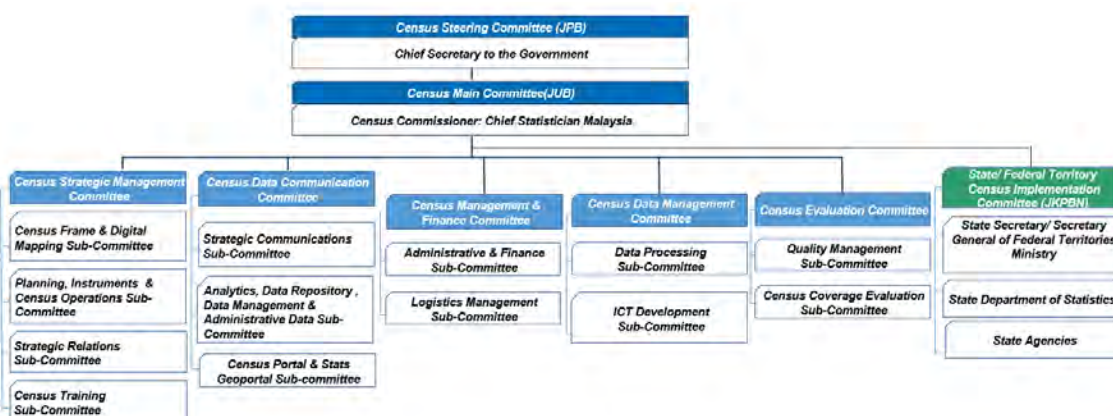 Census Steering Committee (JPB)
Chief Secretary to the Government
Census Main Committee(JUB)
Census Commissioner: Chief Statistician Malaysia
Census Strategic Management
Committee
Census Frame & Digital
Mapping Sub-Committee
Planning, Instruments &
Census Operations Sub-
Committee
Strategic Relations
Sub-Committee
Census Training
Sub-Committee
Census Data Communication
Committee
Strategic Communications
Sub-Committee
Analytics, Data Repository ,
Data Management &
Administrative Data Sub-
Committee
Census Portal & Stats
Geoportal Sub-committee
Census Management &
Finance Committee
Administrative & Finance
Sub-Committee
Logistics Management
Sub-Committee
Census Data Management
Committee
Data Processing
Sub-Committee
ICT Development
Sub-Committee
Census Evaluation Committee
Quality Management
Sub-Committee
Census Coverage Evaluation
Sub-Committee
State/ Federal Territory
Census Implementation
Committee (JKPBN)
State Secretary/ Secretary
General of Federal Territories
Ministry
State Department of Statistics
State Agencies